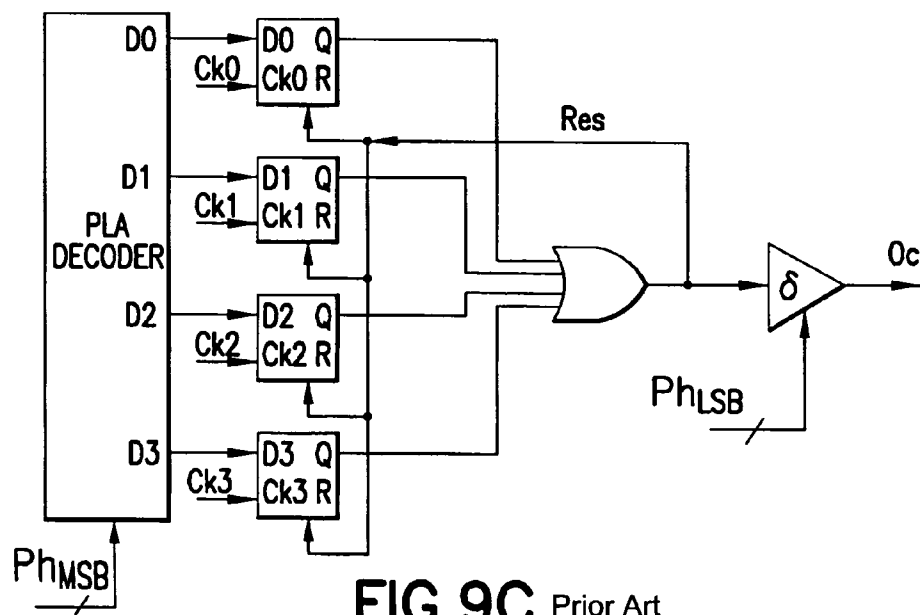 D0
D0 Q
Ck0
Ck0 R
Res
D1
D1 Q
Ck1
Ck1 R
PLA
DECODER
Oc
δ
D2
D2 Q
Ck2
Ck2 R
PhLSB
D3
D3 Q
Ck3
Ck3 R
PhMSB
FIG 9C Prior Art